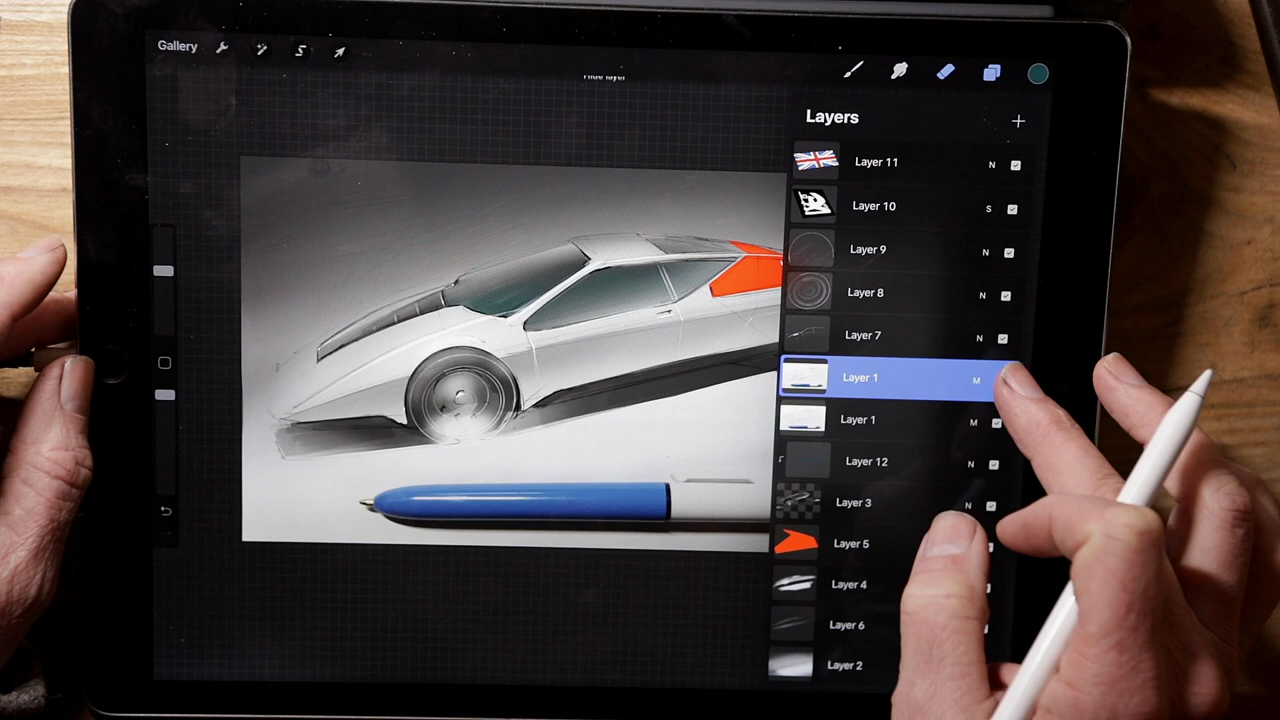 Gallery
Hide layer
Layers
Layer 11 N
Layer 10 S
Layer 9 N
Layer 8 N
Layer 7 N
Layer 1 M
Layer 1 M
Layer 12 N
Layer 3 N
Layer 5
Layer 4
Layer 6
Layer 2